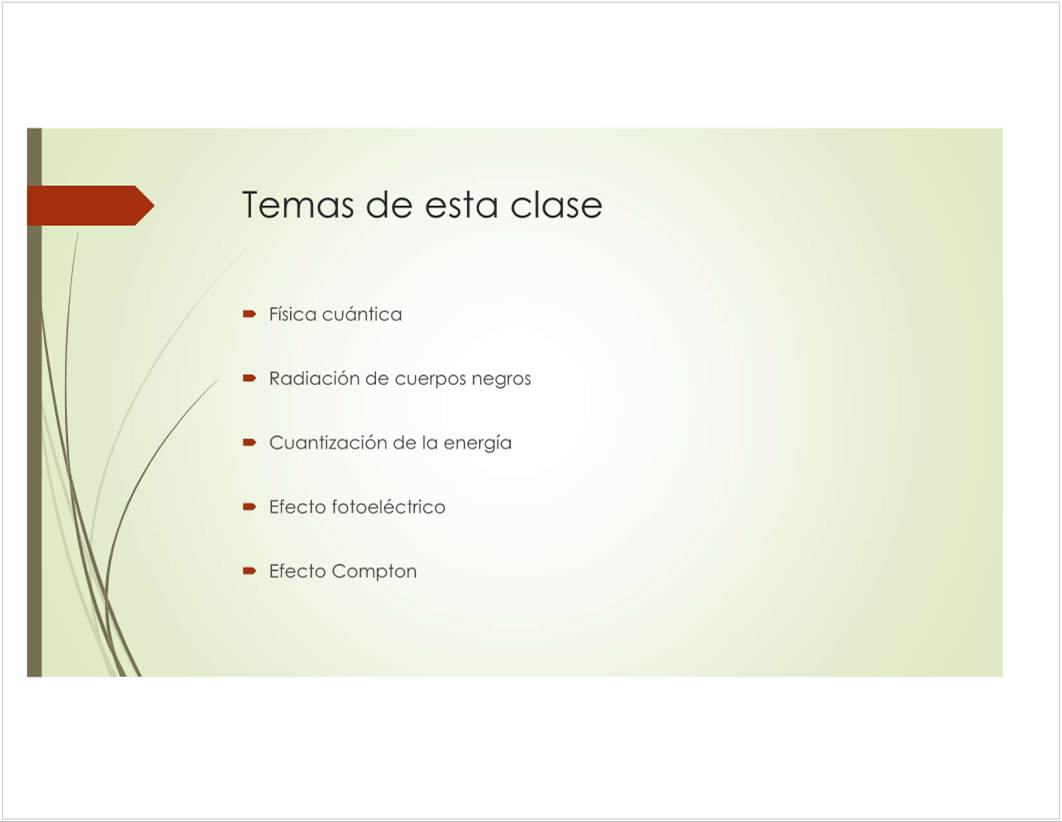 Temas de esta clase
Física cuántica
Radiación de cuerpos negros
Cuantización de la energía
Efecto fotoeléctrico
Efecto Compton